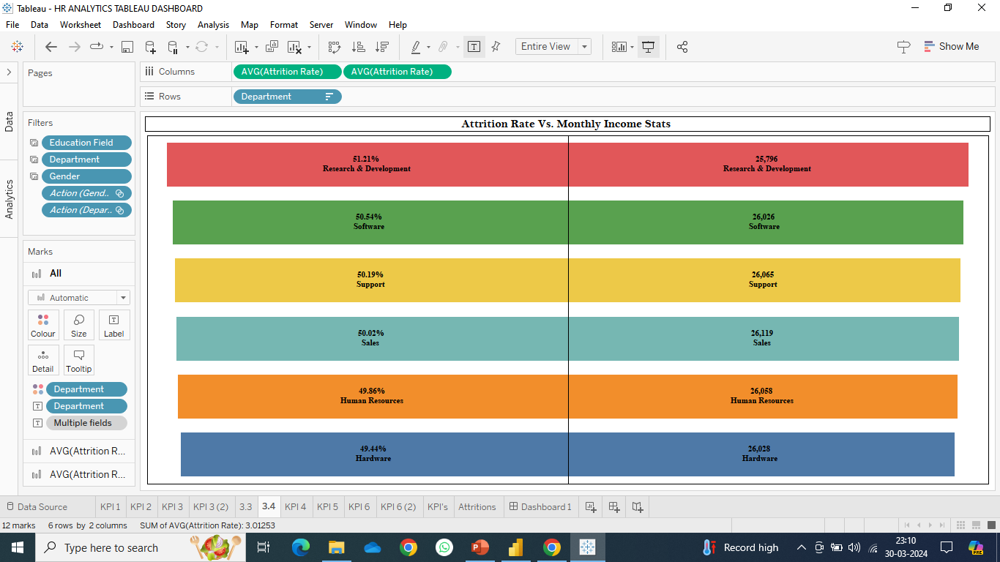 Tableau - HR ANALYTICS TABLEAU DASHBOARD
File Data Worksheet Dashboard Story Analysis Map Format Server Window Help
Entire View
Show Me
Data
Analytics
Pages
Columns AVG(Attrition Rate) AVG(Attrition Rate)
Rows Department
Filters
Education Field
Department
Gender
Action (Gend..
Action (Depar..
Marks
All
Automatic
Colour Size Label
Detail Tooltip
Department
Department
Multiple fields
AVG(Attrition R...
AVG(Attrition R...
Attrition Rate Vs. Monthly Income Stats
51.21% 25,796
Research & Development Research & Development
50.54% 26,026
Software Software
50.19% 26,065
Support Support
50.02% 26,119
Sales Sales
49.86% 26,058
Human Resources Human Resources
49.44% 26,028
Hardware Hardware
Data Source KPI 1 KPI 2 KPI 3 KPI 3 (2) 3.3 3.4 KPI 4 KPI 5 KPI 6 KPI 6 (2) KPI's Attritions Dashboard 1
12 marks 6 rows by 2 columns SUM of AVG(Attrition Rate): 3.01253
Type here to search
Record high
23:10
30-03-2024
PRE